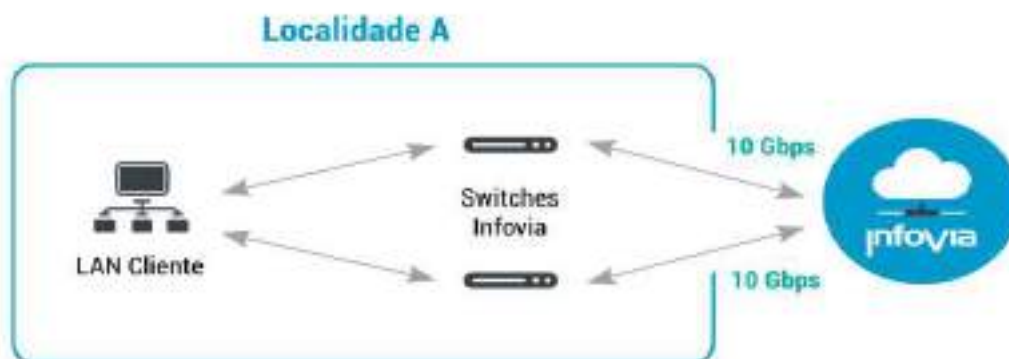 Localidade A
10 Gbps
Switches
Infovia
LAN Cliente
infovia
10 Gbps